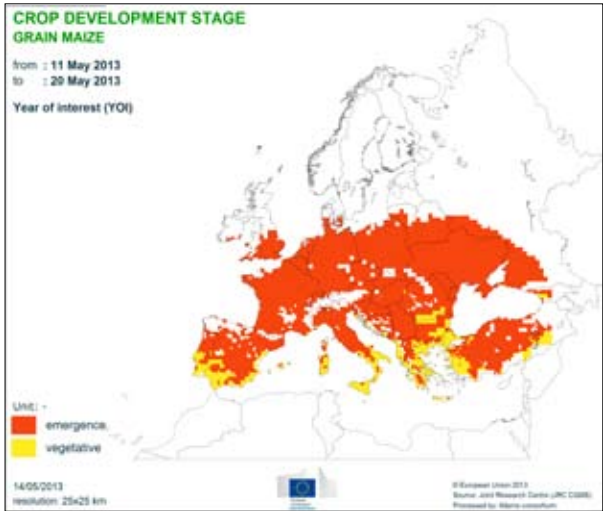 CROP DEVELOPMENT STAGE
GRAIN MAIZE
from : 11 May 2013
to : 20 May 2013
Year of interest (YOI)
Unit: -
emergence
vegetative
14/05/2013
resolution: 25x25 km
© European Union 2013
Source: Joint Research Centre (JRC CGMS)
Processed by: Alterra consortium